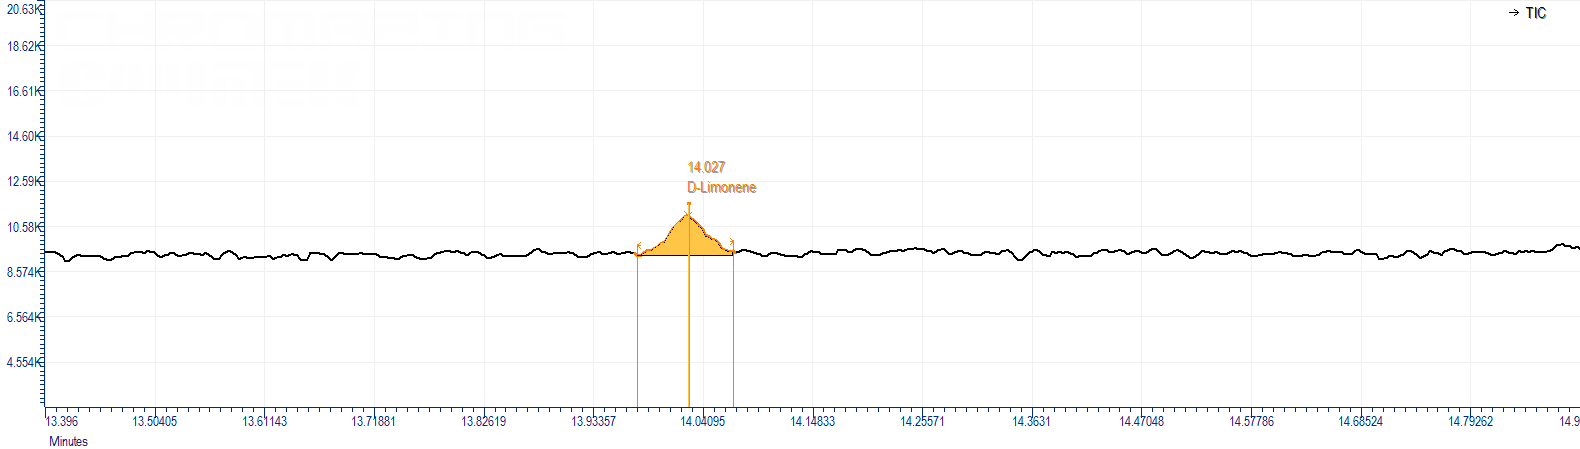 20.63K
→ TIC
18.62K
16.61K
14.60K
14.027
12.59K
D-Limonene
10.58K
8.574K
6.564K
4.554K
13.396 13.50405 13.61143 13.71881 13.82619 13.93357 14.04095 14.14833 14.25571 14.3631 14.47048 14.57786 14.68524 14.79262 14.9
Minutes